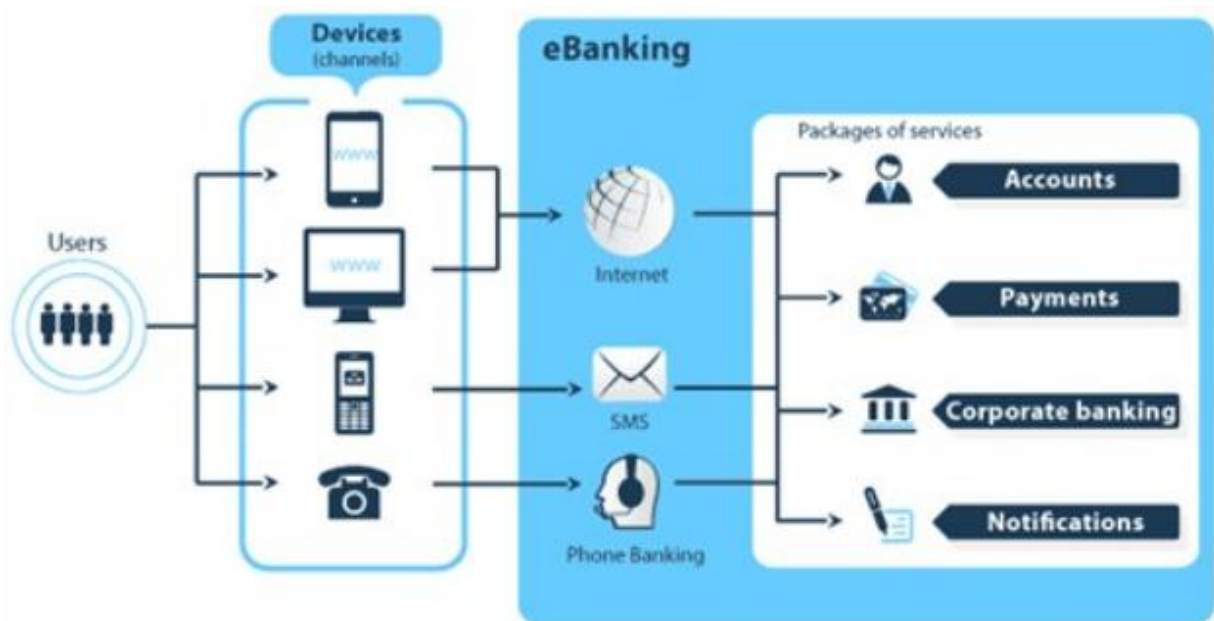 Devices
(channels)
eBanking
Packages of services
www
Accounts
Users
www
Internet
Payments
SMS
Corporate banking
Phone Banking
Notifications